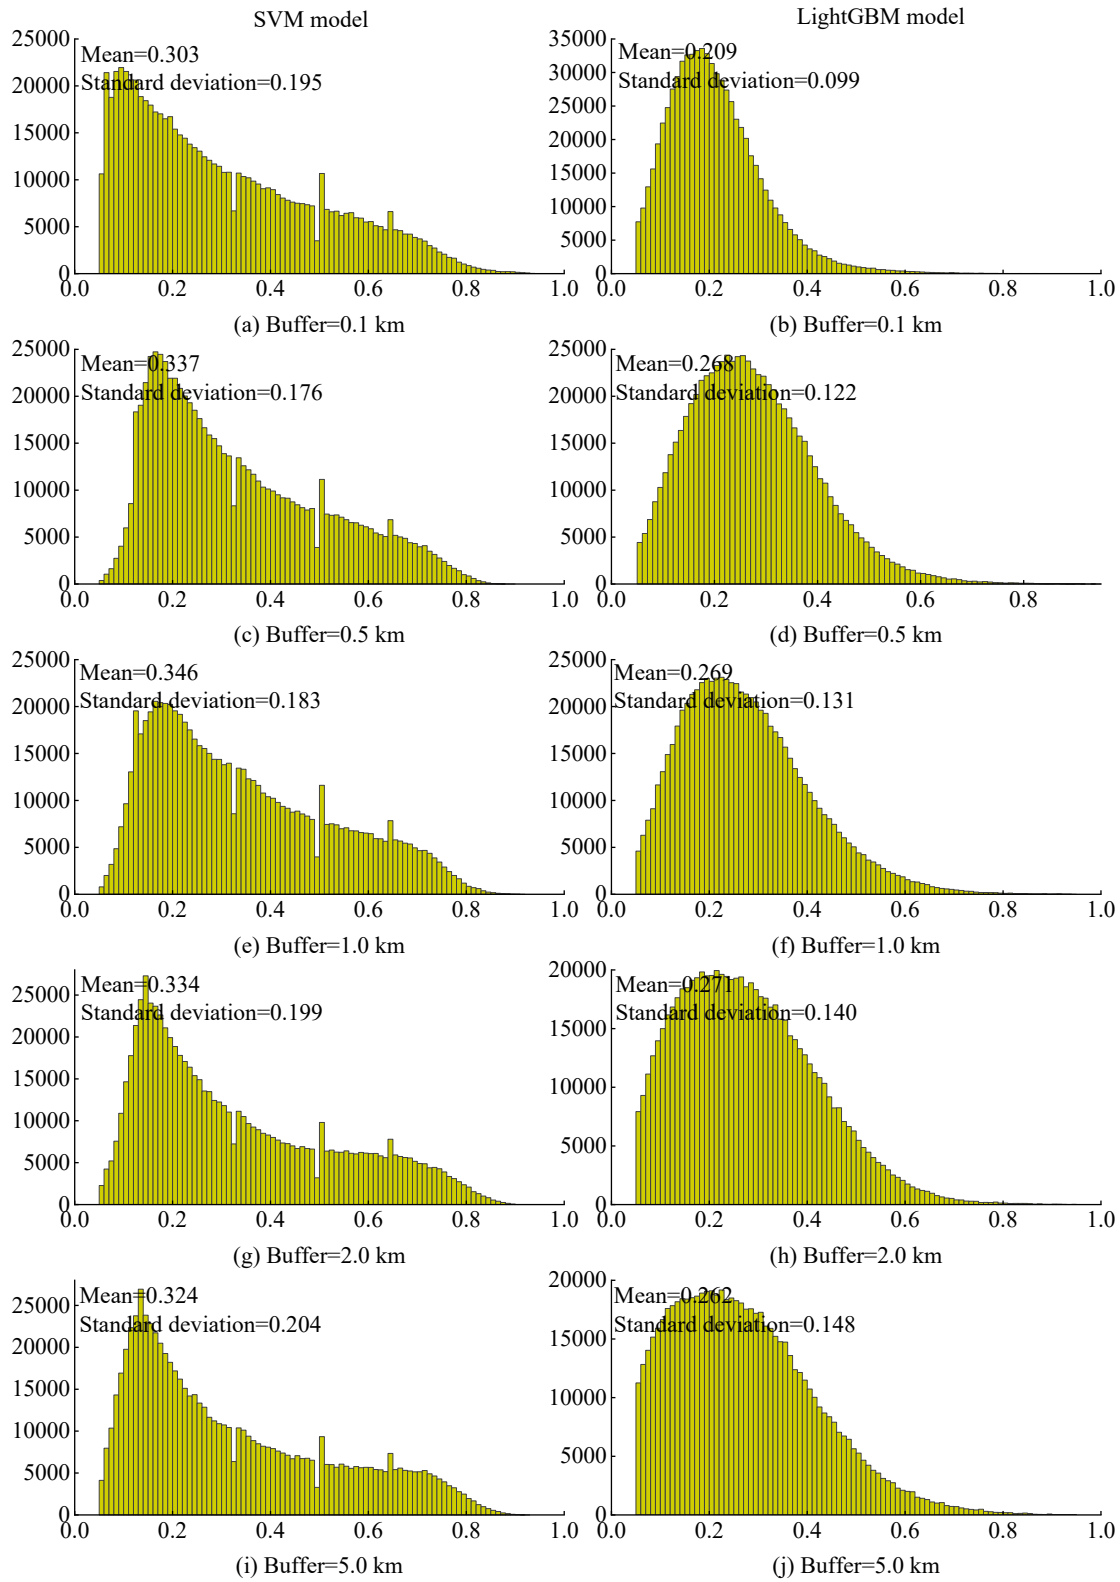 SVM model
LightGBM model
25000
20000
15000
10000
5000
0
Mean=0.303
Standard deviation=0.195
0.0 0.2 0.4 0.6 0.8 1.0
(a) Buffer=0.1 km
35000
30000
25000
20000
15000
10000
5000
0
Mean=0.209
Standard deviation=0.099
0.0 0.2 0.4 0.6 0.8 1.0
(b) Buffer=0.1 km
25000
20000
15000
10000
5000
0
Mean=0.337
Standard deviation=0.176
0.0 0.2 0.4 0.6 0.8 1.0
(c) Buffer=0.5 km
25000
20000
15000
10000
5000
0
Mean=0.268
Standard deviation=0.122
0.0 0.2 0.4 0.6 0.8
(d) Buffer=0.5 km
25000
20000
15000
10000
5000
0
Mean=0.346
Standard deviation=0.183
0.0 0.2 0.4 0.6 0.8 1.0
(e) Buffer=1.0 km
25000
20000
15000
10000
5000
0
Mean=0.269
Standard deviation=0.131
0.0 0.2 0.4 0.6 0.8 1.0
(f) Buffer=1.0 km
25000
20000
15000
10000
5000
0
Mean=0.334
Standard deviation=0.199
0.0 0.2 0.4 0.6 0.8 1.0
(g) Buffer=2.0 km
20000
15000
10000
5000
0
Mean=0.271
Standard deviation=0.140
0.0 0.2 0.4 0.6 0.8 1.0
(h) Buffer=2.0 km
25000
20000
15000
10000
5000
0
Mean=0.324
Standard deviation=0.204
0.0 0.2 0.4 0.6 0.8 1.0
(i) Buffer=5.0 km
20000
15000
10000
5000
0
Mean=0.262
Standard deviation=0.148
0.0 0.2 0.4 0.6 0.8 1.0
(j) Buffer=5.0 km